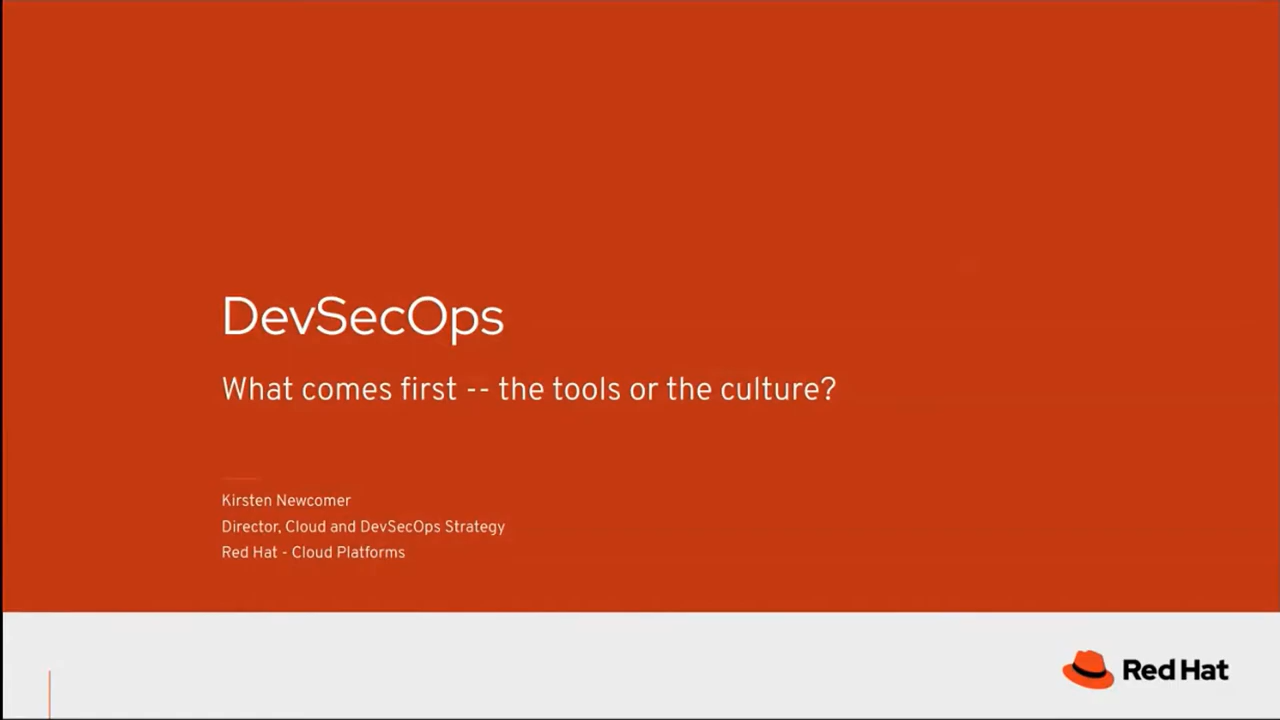 DevSecOps
What comes first -- the tools or the culture?
Kirsten Newcomer
Director, Cloud and DevSecOps Strategy
Red Hat - Cloud Platforms
Red Hat